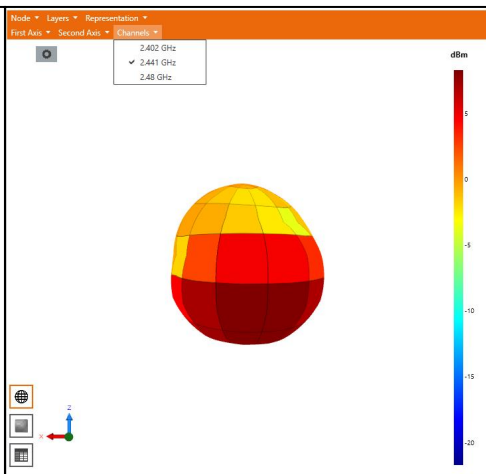 Node Layers Representation
First Axis Second Axis Channels
2.402 GHz
2.441 GHz
2.48 GHz
dBm
5
0
-5
-10
-15
-20
Z
X